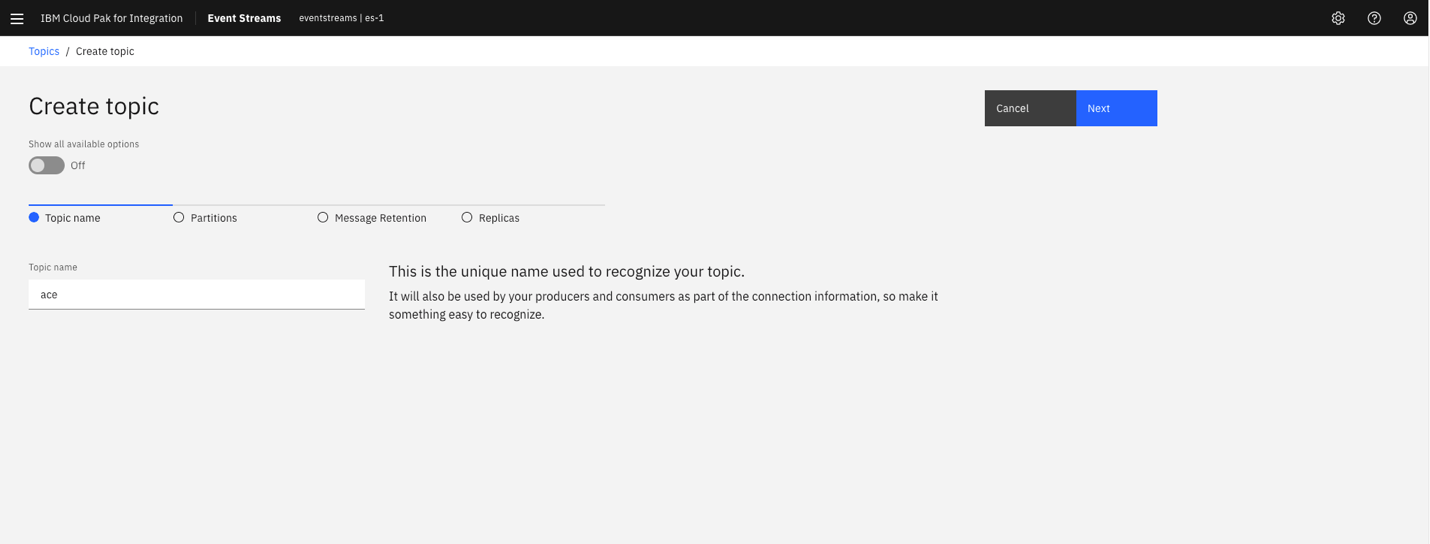 IBM Cloud Pak for Integration Event Streams eventstreams | es-1
Topics / Create topic
Create topic
Cancel Next
Show all available options
Off
Topic name Partitions Message Retention Replicas
Topic name
ace
This is the unique name used to recognize your topic.
It will also be used by your producers and consumers as part of the connection information, so make it
something easy to recognize.